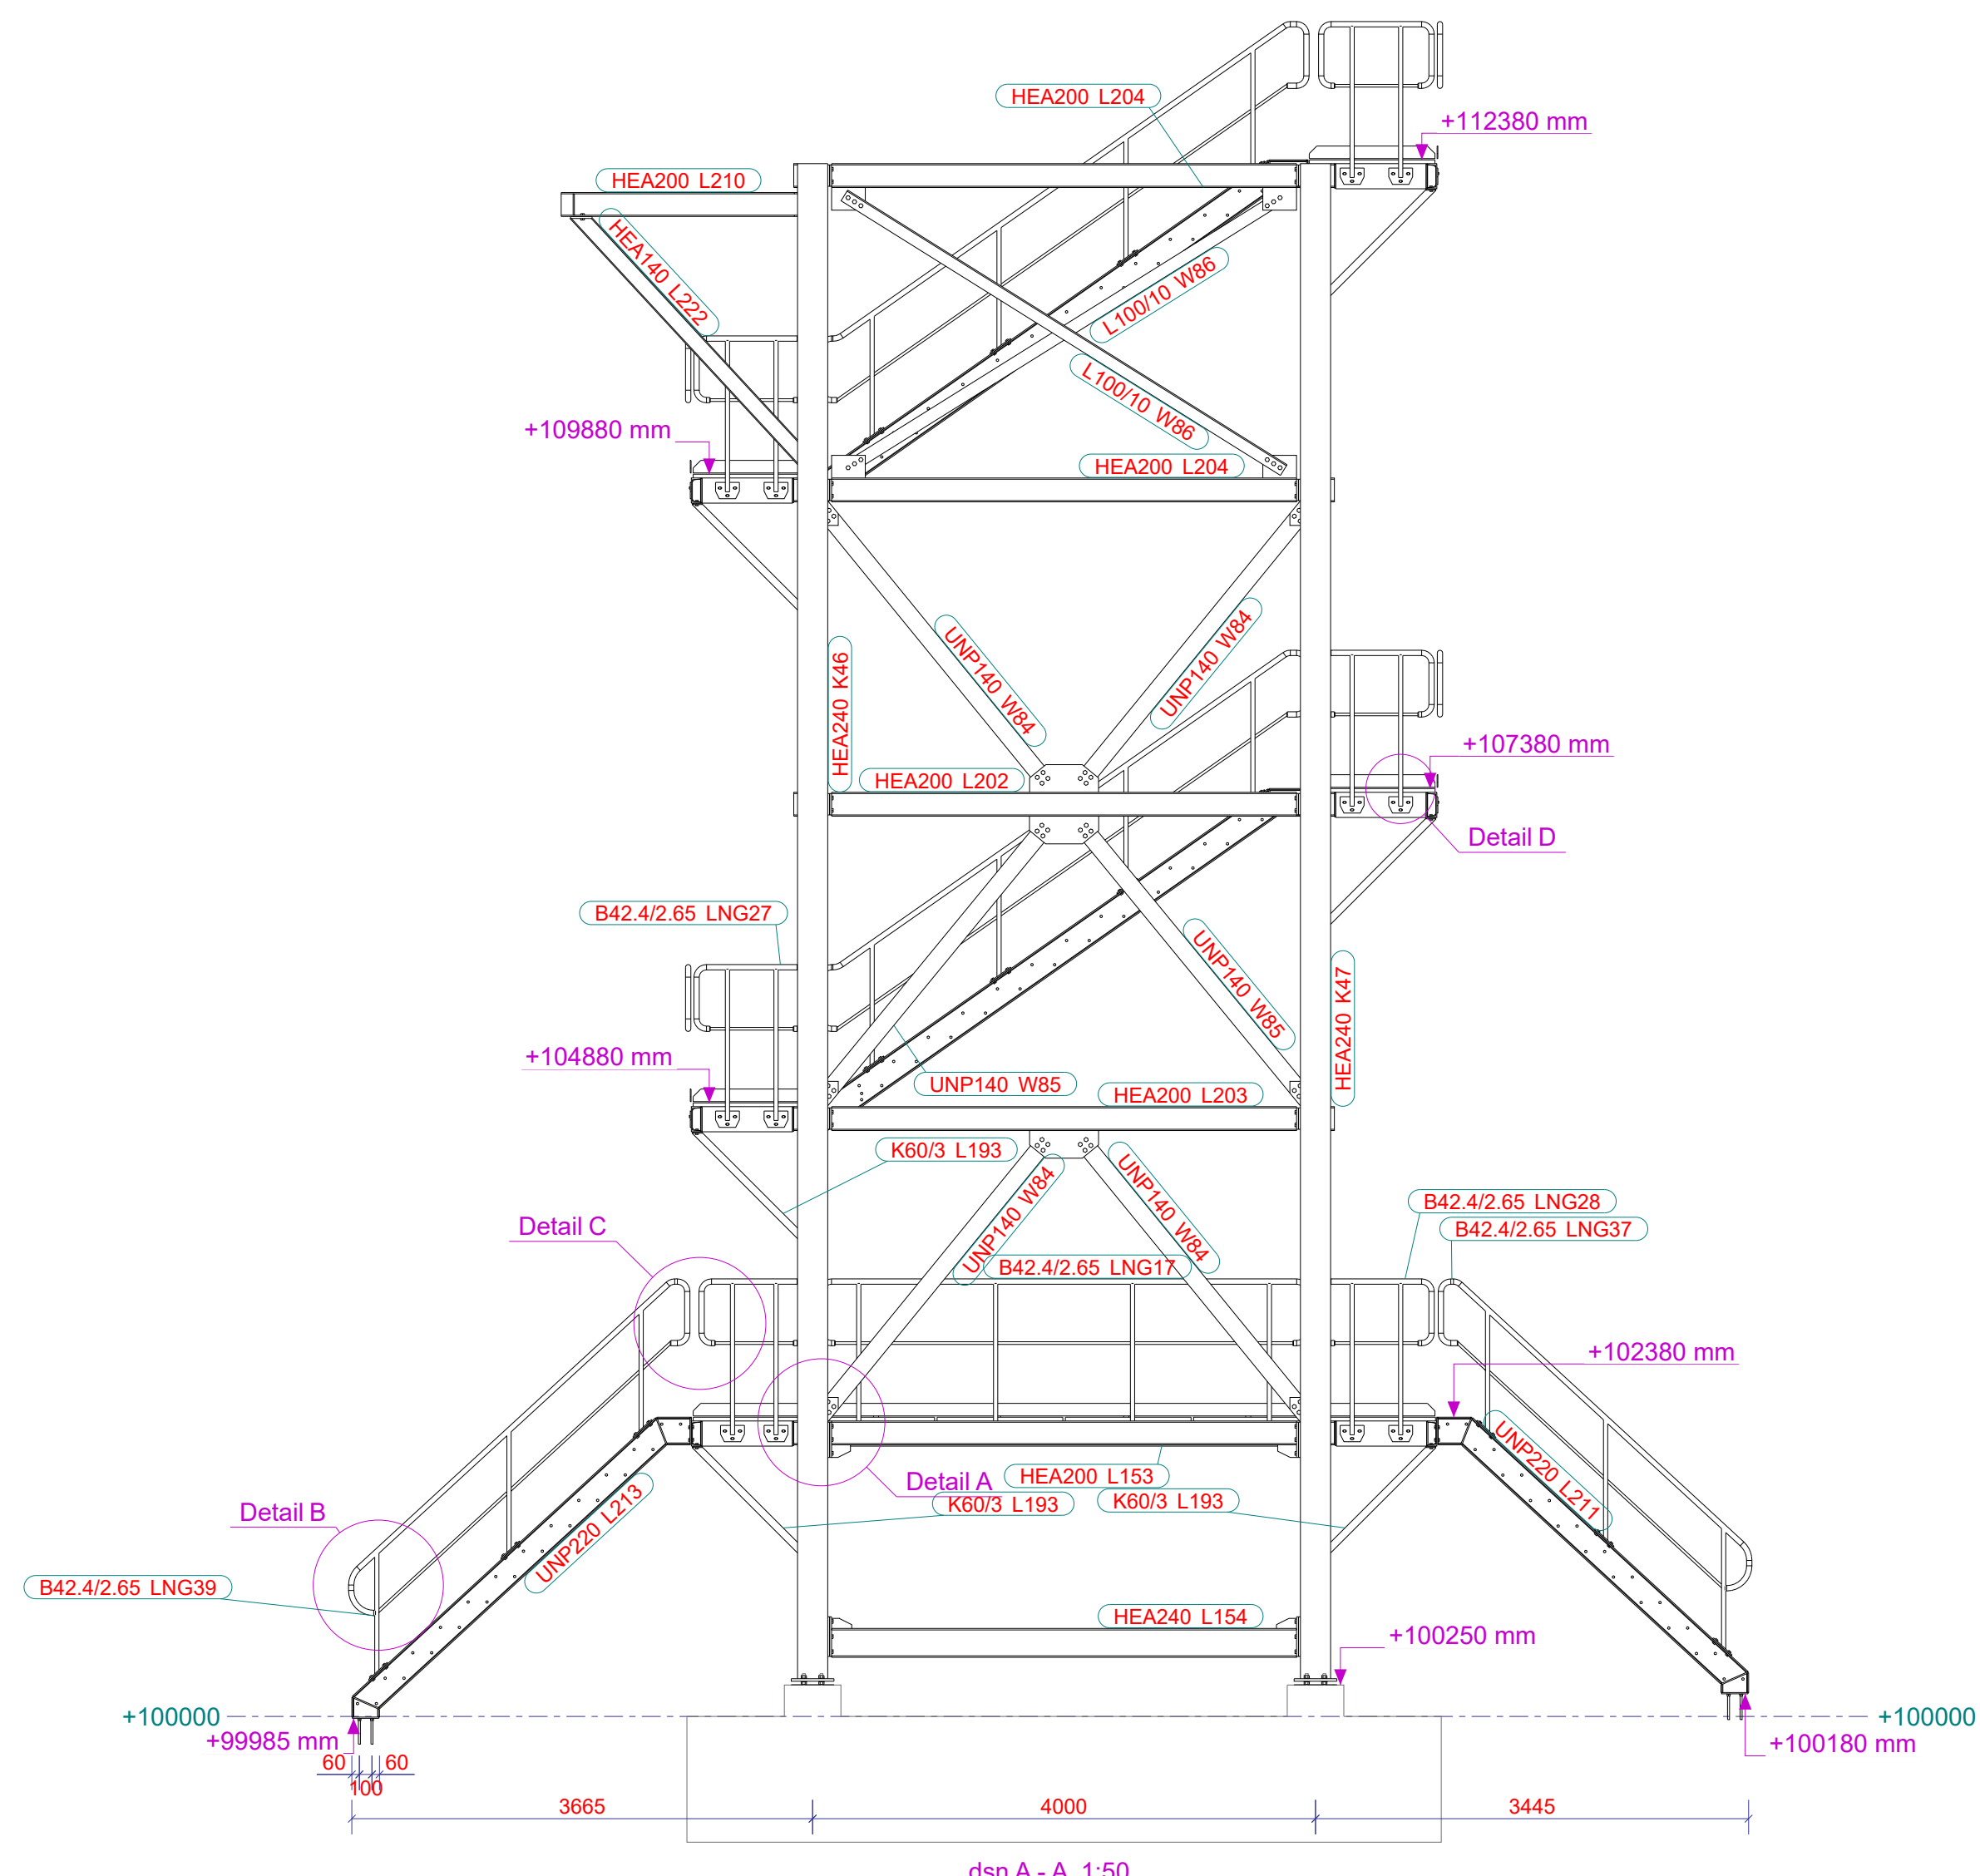 HEA200 L204
+112380 mm
HEA200 L210
HEA140 L222
L100/10 W86
L100/10 W86
+109880 mm
HEA200 L204
UNP140 W84
UNP140 W84
HEA240 K46
+107380 mm
HEA200 L202
Detail D
B42.4/2.65 LNG27
UNP140 W85
HEA240 K47
+104880 mm
UNP140 W85
HEA200 L203
K60/3 L193
UNP140 W84
UNP140 W84
B42.4/2.65 LNG28
Detail C
B42.4/2.65 LNG37
B42.4/2.65 LNG17
+102380 mm
UNP220 L211
HEA200 L153
Detail A
K60/3 L193
K60/3 L193
Detail B
UNP220 L213
B42.4/2.65 LNG39
HEA240 L154
+100250 mm
+100000
+100000
+99985 mm
+100180 mm
60
60
100
3665
4000
3445
dsn A - A 1:50